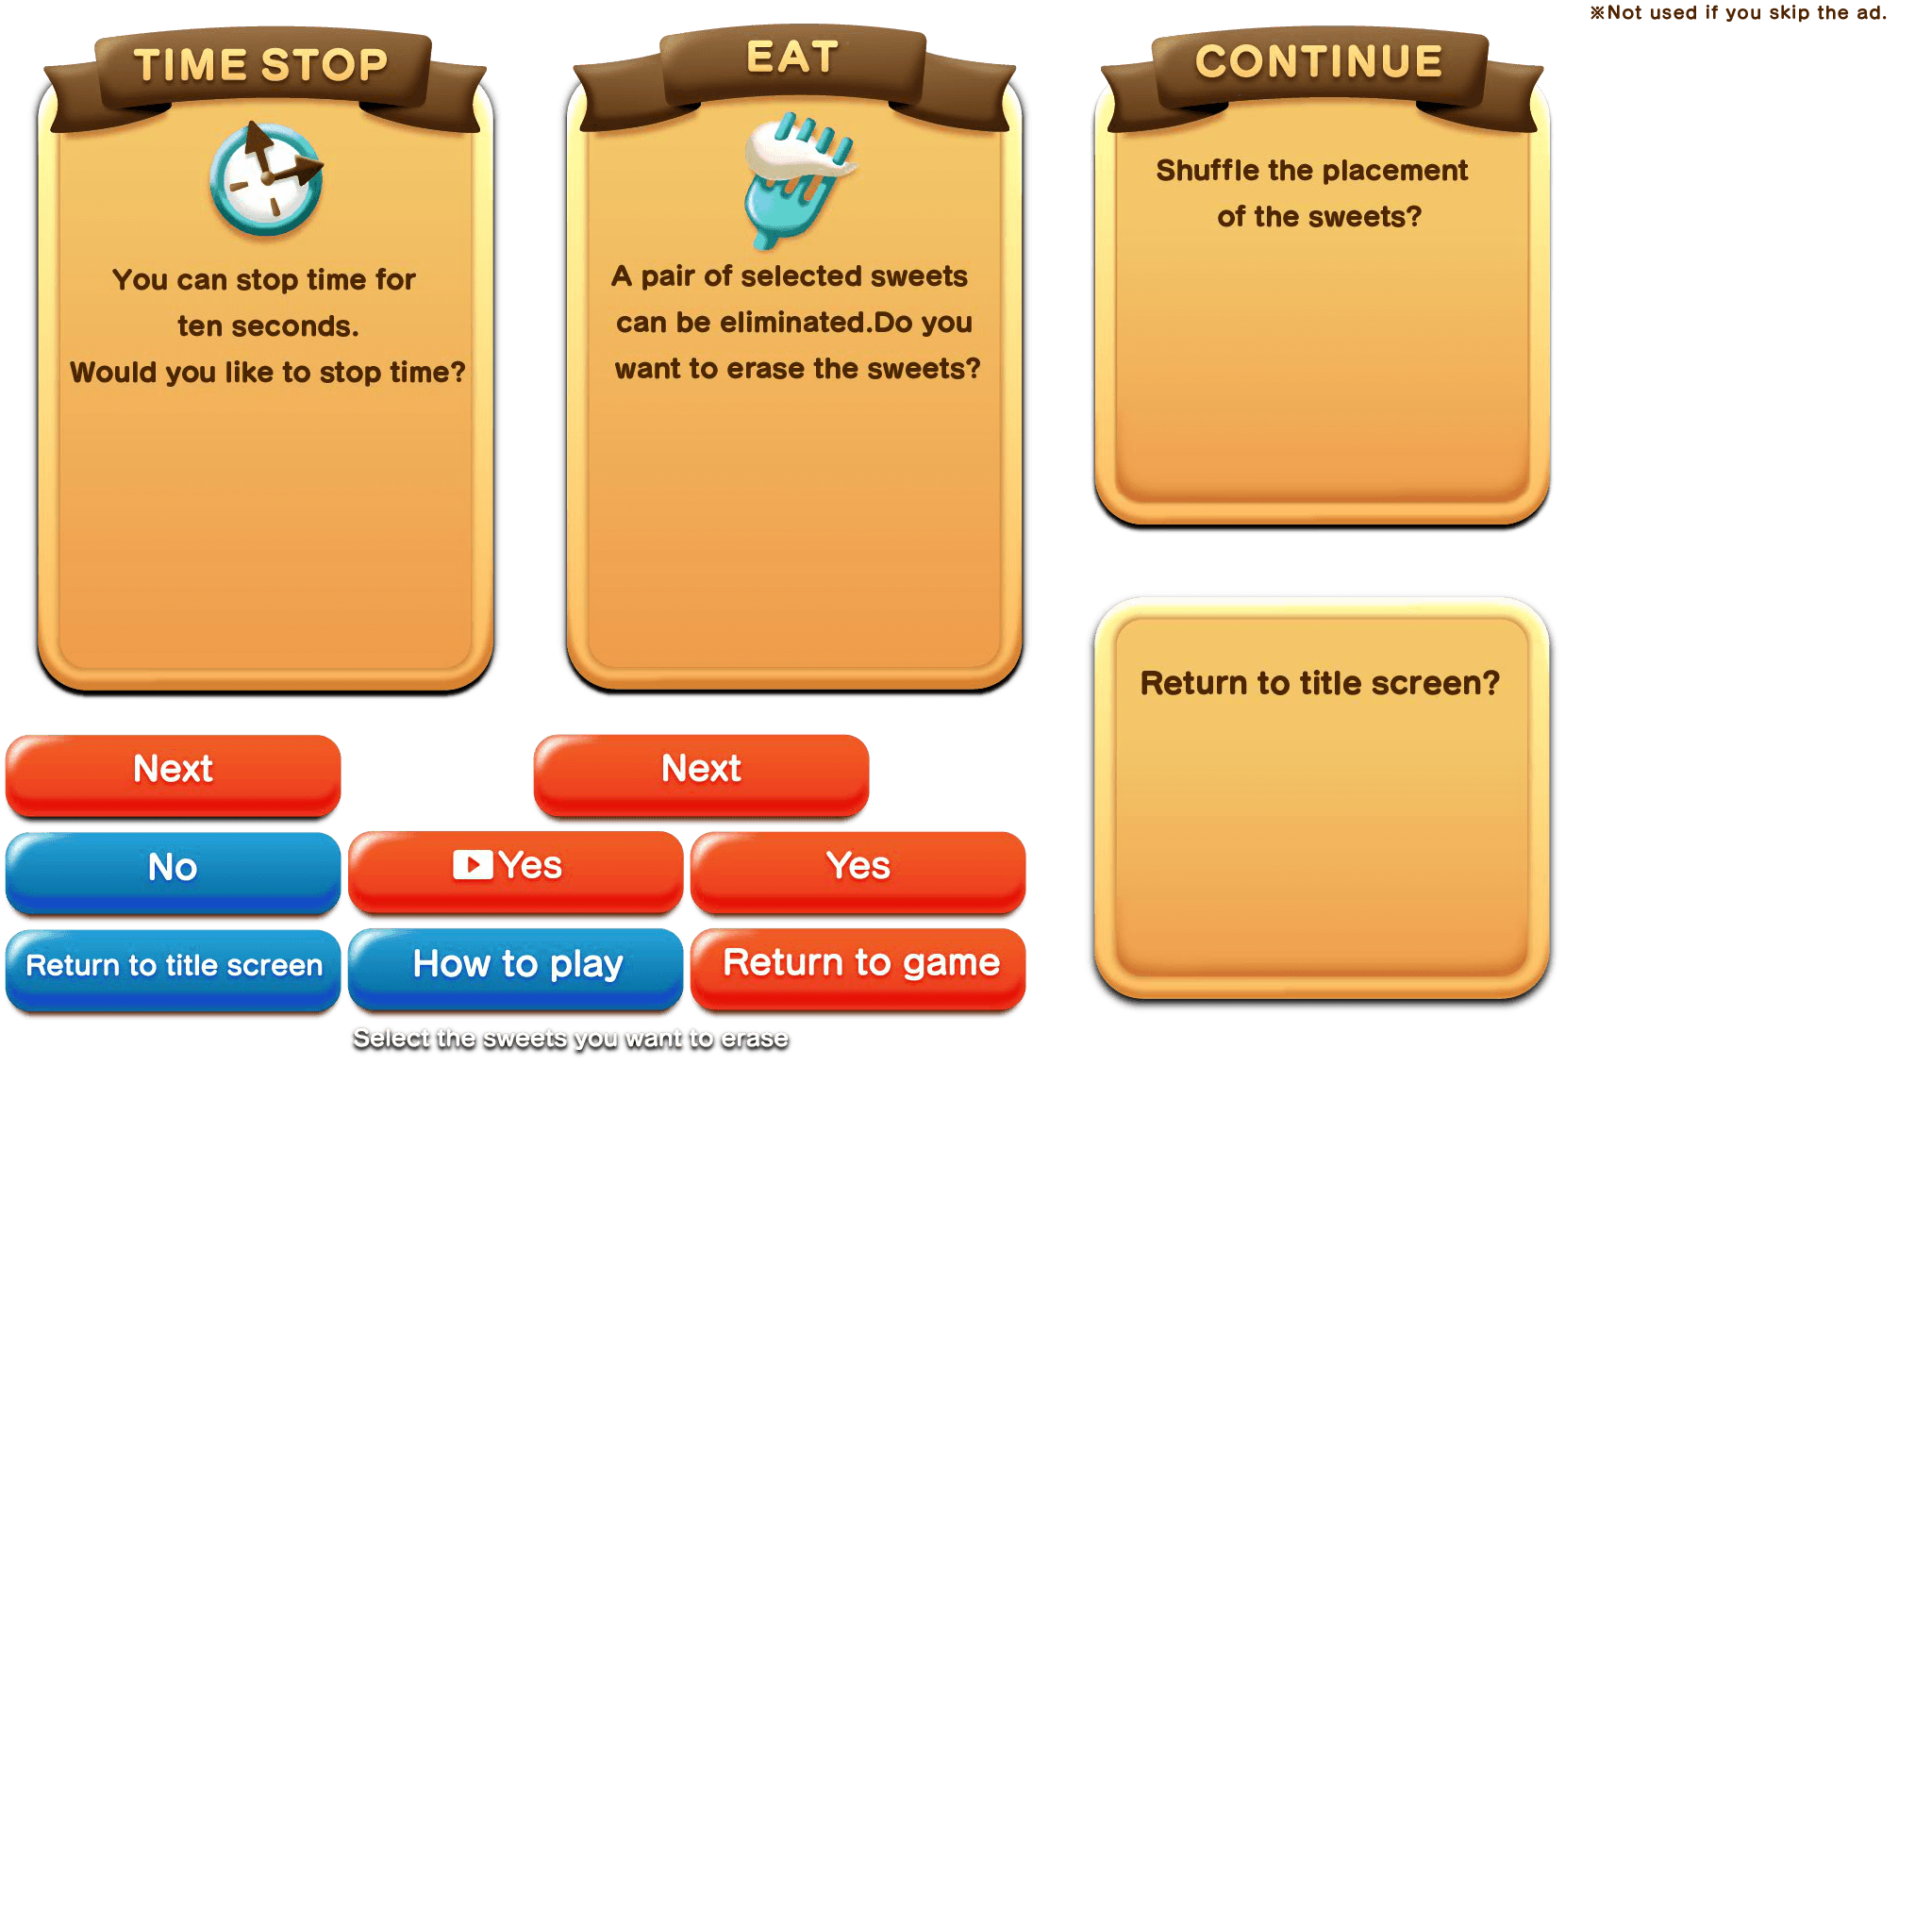 ※Not used if you skip the ad.
TIME STOP
You can stop time for
ten seconds.
Would you like to stop time?
EAT
A pair of selected sweets
can be eliminated.Do you
want to erase the sweets?
CONTINUE
Shuffle the placement
of the sweets?
Return to title screen?
Next
Next
No
Yes
Yes
Return to title screen
How to play
Return to game
Select the sweets you want to erase